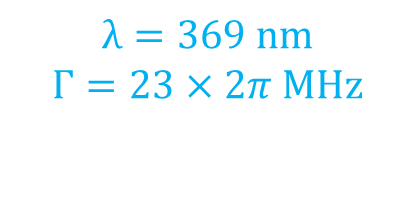 λ = 369 nm
Γ = 23 × 2π MHz